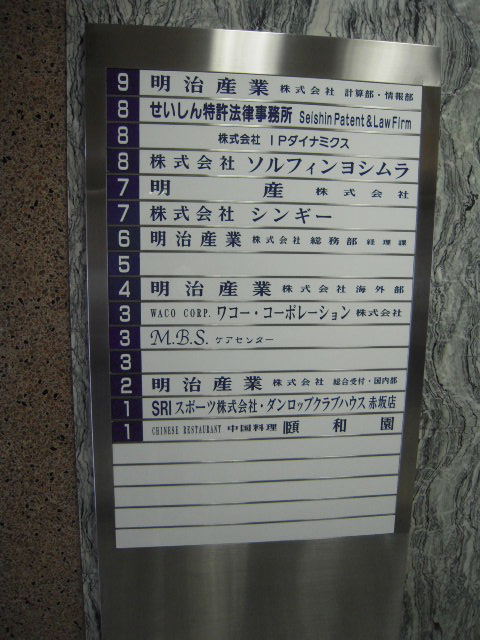 9 明治産業 株式会社 計算部・情報部
8 せいしん特許法律事務所 Seishin Patent & Law Firm
8 株式会社 IPダイナミクス
8 株式会社 ソルフィンヨシムラ
7 明産 株式会社
7 株式会社 シンギー
6 明治産業 株式会社 総務部 経理課
5
4 明治産業 株式会社 海外部
3 WACO CORP. ワコー・コーポレーション 株式会社
3 M.B.S. ケアセンター
3
2 明治産業 株式会社 総合受付・国内部
1 SRIスポーツ株式会社・ダンロップクラブハウス 赤坂店
1 CHINESE RESTAURANT 中国料理 頤和園